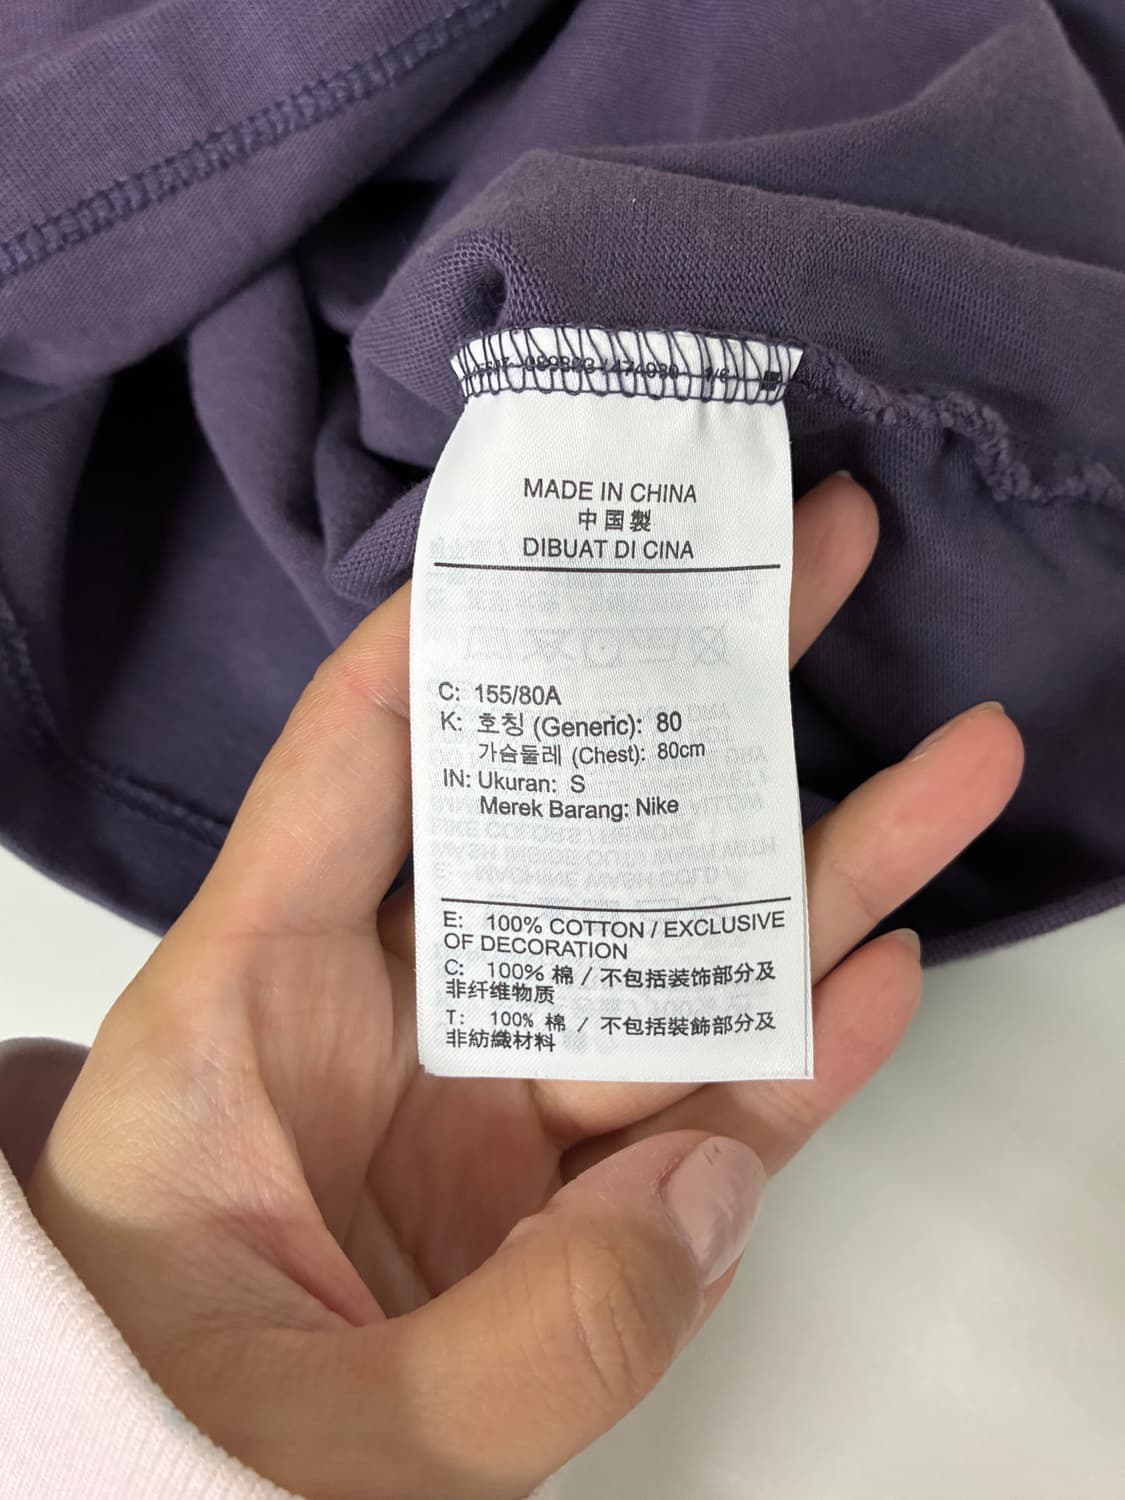 MADE IN CHINA
中国製
DIBUAT DI CINA
C: 155/80A
K: 호칭 (Generic): 80
가슴둘레 (Chest): 80cm
IN: Ukuran: S
Merek Barang: Nike
E: 100% COTTON / EXCLUSIVE
OF DECORATION
C: 100% 棉 / 不包括装饰部分及
非纤维物质
T: 100% 棉 / 不包括裝飾部分及
非紡織材料